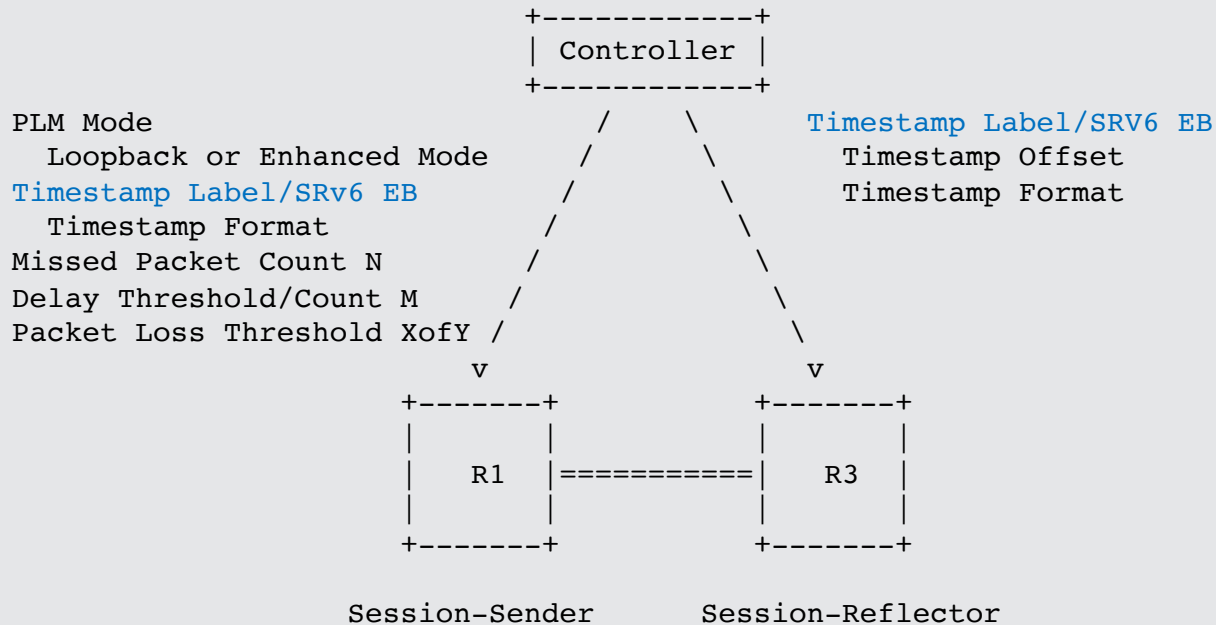 +------------+
| Controller |
+------------+
PLM Mode / \ Timestamp Label/SRV6 EB
Loopback or Enhanced Mode / \ Timestamp Offset
Timestamp Label/SRv6 EB / \ Timestamp Format
Timestamp Format / \
Missed Packet Count N / \
Delay Threshold/Count M / \
Packet Loss Threshold XofY / \
v v
+-------+ +-------+
| | | |
| R1 |===========| R3 |
| | | |
+-------+ +-------+
Session-Sender Session-Reflector